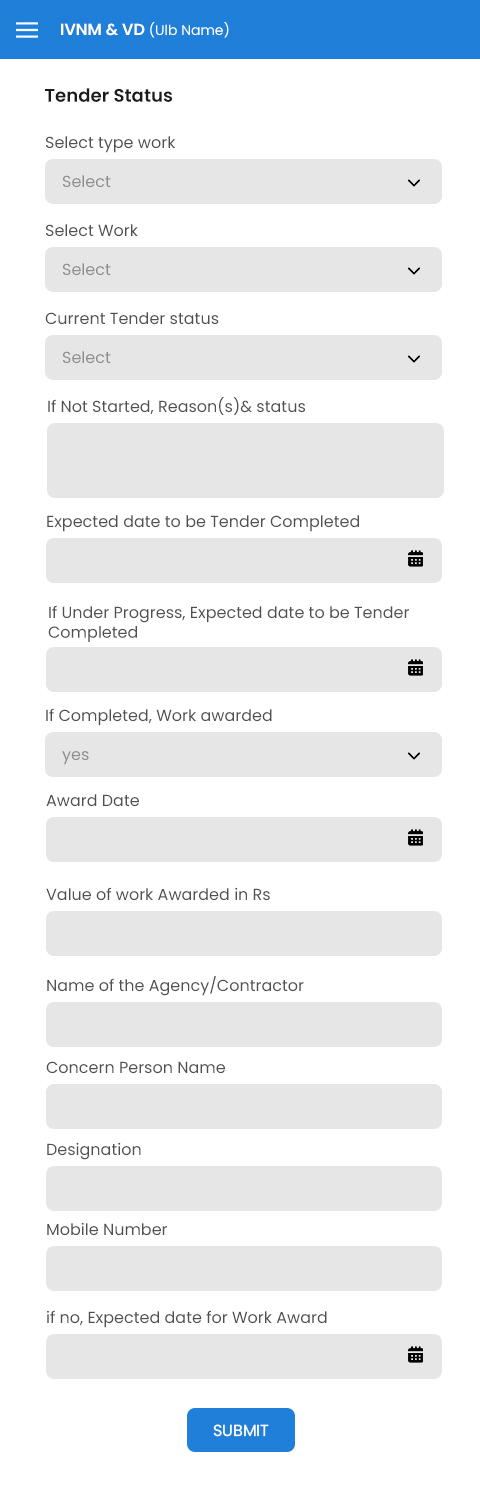 IVNM & VD (Ulb Name)
Tender Status
Select type work
Select
Select Work
Select
Current Tender status
Select
If Not Started, Reason(s)& status
Expected date to be Tender Completed
If Under Progress, Expected date to be Tender
Completed
If Completed, Work awarded
yes
Award Date
Value of work Awarded in Rs
Name of the Agency/Contractor
Concern Person Name
Designation
Mobile Number
if no, Expected date for Work Award
SUBMIT